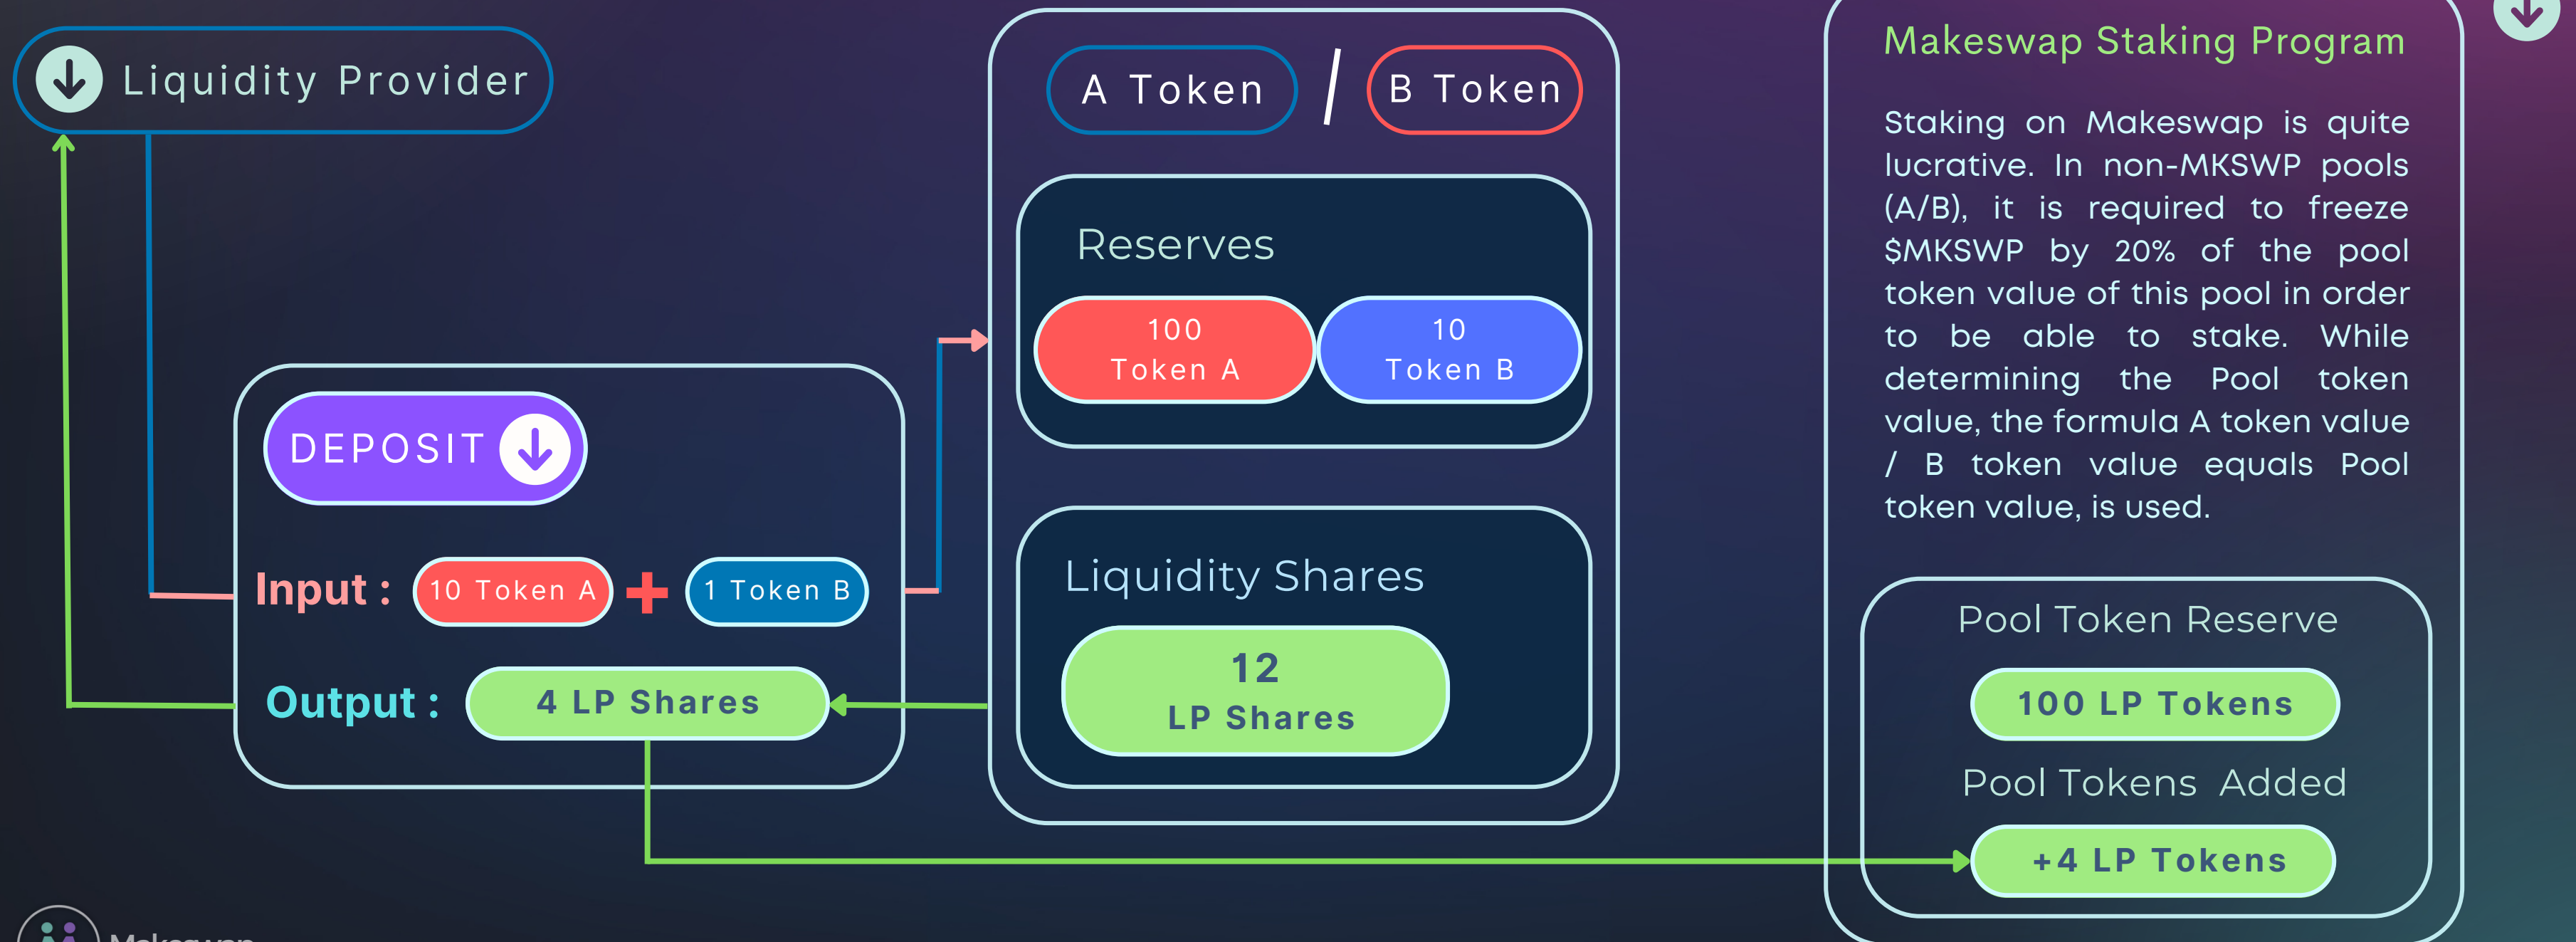 Liquidity Provider
DEPOSIT
Input :
10 Token A
+
1 Token B
Output :
4 LP Shares
A Token
/
B Token
Reserves
100
Token A
10
Token B
Liquidity Shares
12
LP Shares
Makeswap Staking Program
Staking on Makeswap is quite
lucrative. In non-MKSWP pools
(A/B), it is required to freeze
$MKSWP by 20% of the pool
token value of this pool in order
to be able to stake. While
determining the Pool token
value, the formula A token value
/ B token value equals Pool
token value, is used.
Pool Token Reserve
100 LP Tokens
Pool Tokens Added
+4 LP Tokens
Makeswap